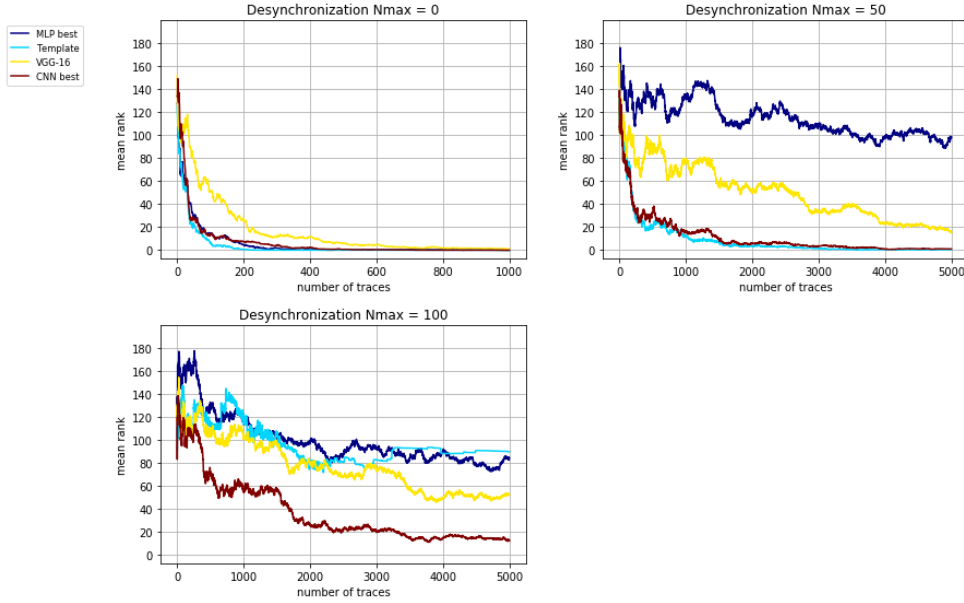 MLP best
Template
VGG-16
CNN best
Desynchronization Nmax = 0
mean rank
180
160
140
120
100
80
60
40
20
0
0 200 400 600 800 1000
number of traces
Desynchronization Nmax = 50
mean rank
180
160
140
120
100
80
60
40
20
0
0 1000 2000 3000 4000 5000
number of traces
Desynchronization Nmax = 100
mean rank
180
160
140
120
100
80
60
40
20
0
0 1000 2000 3000 4000 5000
number of traces